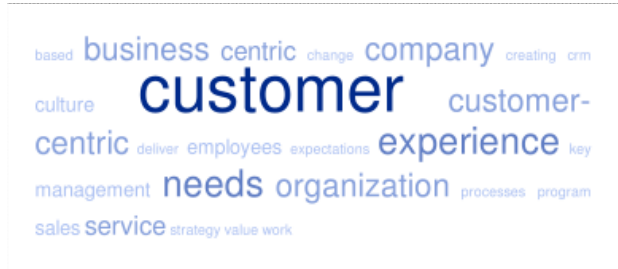 based business centric change company creating crm
culture customer customer-
centric deliver employees expectations experience key
management needs organization processes program
sales service strategy value work